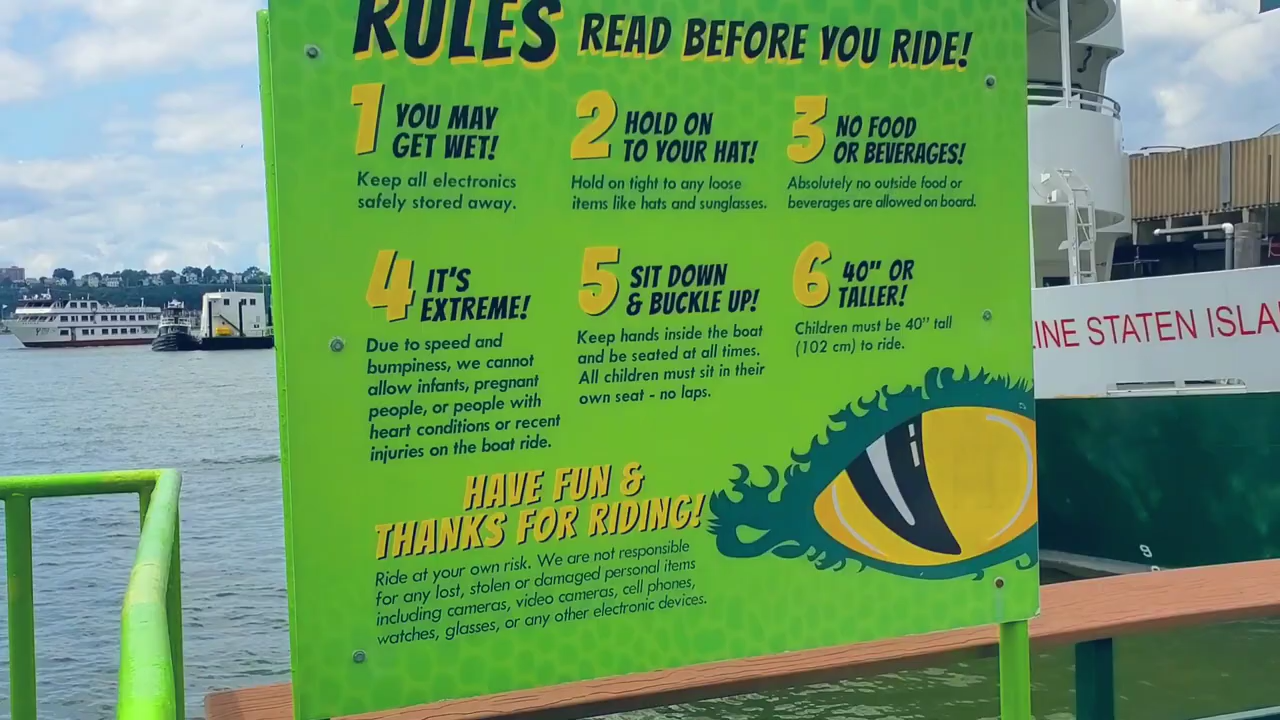 RULES READ BEFORE YOU RIDE!
1 YOU MAY
GET WET!
Keep all electronics
safely stored away.
2 HOLD ON
TO YOUR HAT!
Hold on tight to any loose
items like hats and sunglasses.
3 NO FOOD
OR BEVERAGES!
Absolutely no outside food or
beverages are allowed on board.
4 IT'S
EXTREME!
Due to speed and
bumpiness, we cannot
allow infants, pregnant
people, or people with
heart conditions or recent
injuries on the boat ride.
5 SIT DOWN
& BUCKLE UP!
Keep hands inside the boat
and be seated at all times.
All children must sit in their
own seat - no laps.
6 40" OR
TALLER!
Children must be 40" tall
(102 cm) to ride.
HAVE FUN &
THANKS FOR RIDING!
Ride at your own risk. We are not responsible
for any lost, stolen or damaged personal items
including cameras, video cameras, cell phones,
watches, glasses, or any other electronic devices.
LINE STATEN ISLA
9